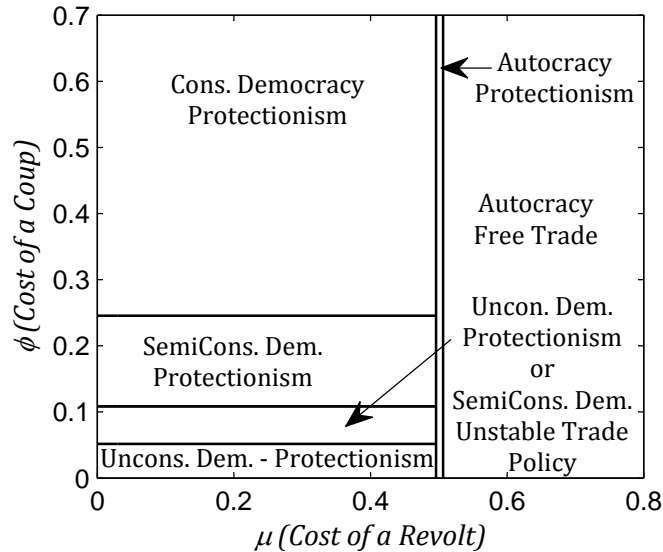 0.7
0.6
0.5
0.4
0.3
0.2
0.1
0
ϕ (Cost of a Coup)
Cons. Democracy
Protectionism
Autocracy
Protectionism
Autocracy
Free Trade
SemiCons. Dem.
Protectionism
Uncon. Dem.
Protectionism
or
SemiCons. Dem.
Unstable Trade
Policy
Uncons. Dem. - Protectionism
0
0.2
0.4
0.6
0.8
μ (Cost of a Revolt)